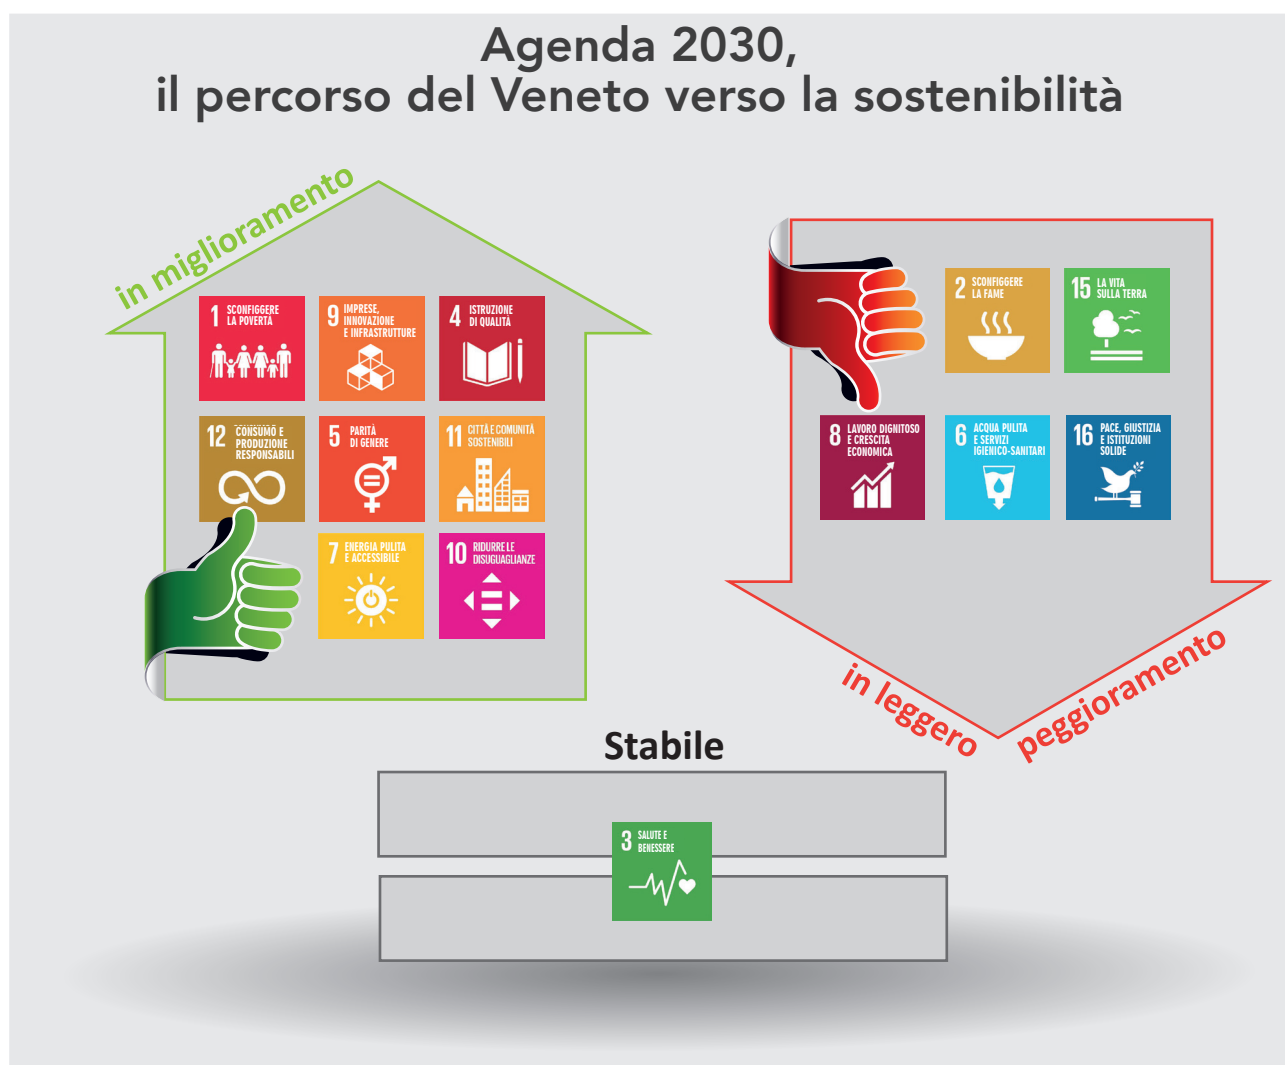 Agenda 2030,
il percorso del Veneto verso la sostenibilità
in miglioramento
1 SCONFIGGERE
LA POVERTÀ
9 IMPRESE,
INNOVAZIONE
E INFRASTRUTTURE
4 ISTRUZIONE
DI QUALITÀ
12 CONSUMO E
PRODUZIONE
RESPONSABILI
5 PARITÀ
DI GENERE
11 CITTÀ E COMUNITÀ
SOSTENIBILI
7 ENERGIA PULITA
E ACCESSIBILE
10 RIDURRE LE
DISUGUAGLIANZE
2 SCONFIGGERE
LA FAME
15 LA VITA
SULLA TERRA
8 LAVORO DIGNITOSO
E CRESCITA
ECONOMICA
6 ACQUA PULITA
E SERVIZI
IGIENICO-SANITARI
16 PACE, GIUSTIZIA
E ISTITUZIONI
SOLIDE
in leggero peggioramento
Stabile
3 SALUTE E
BENESSERE